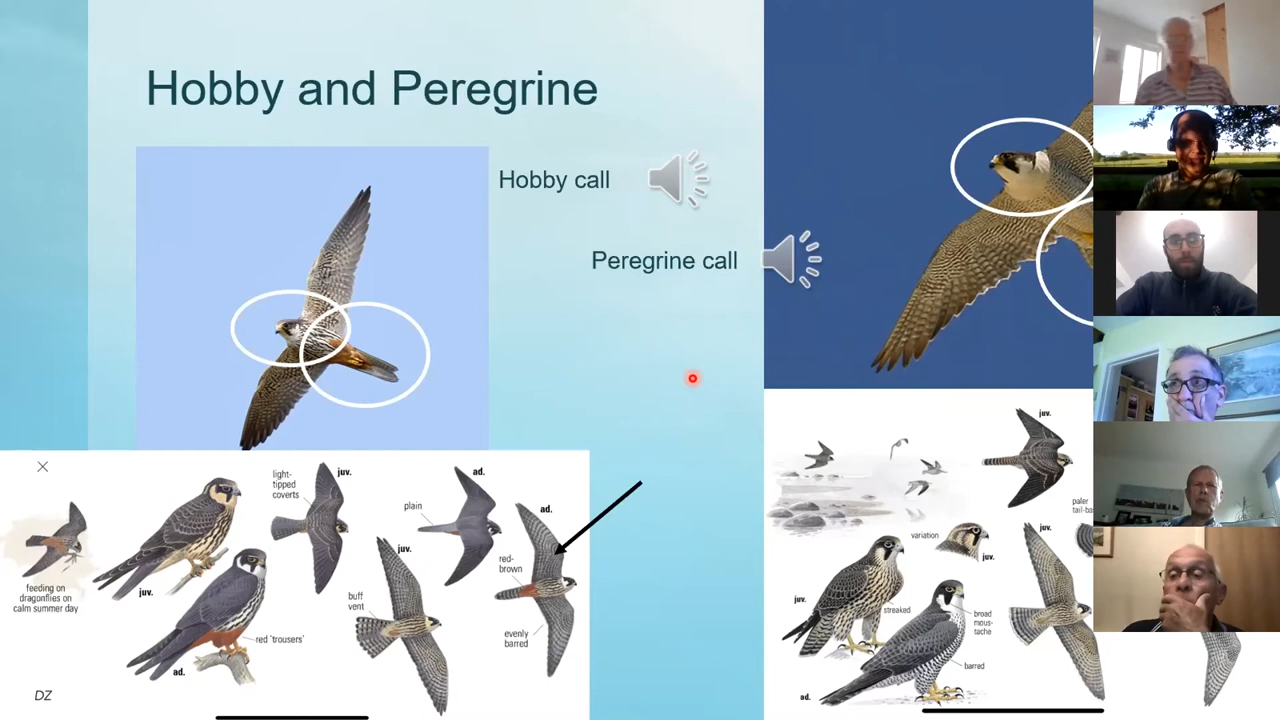 Hobby and Peregrine
Hobby call
Peregrine call
light-
tipped
coverts
juv.
ad.
plain
ad.
juv.
red-
brown
feeding on
dragonflies on
calm summer day
juv.
buff
vent
evenly
barred
red 'trousers'
ad.
DZ
juv.
paler
variation
juv.
juv.
juv.
streaked
broad
mous-
tache
barred
ad.